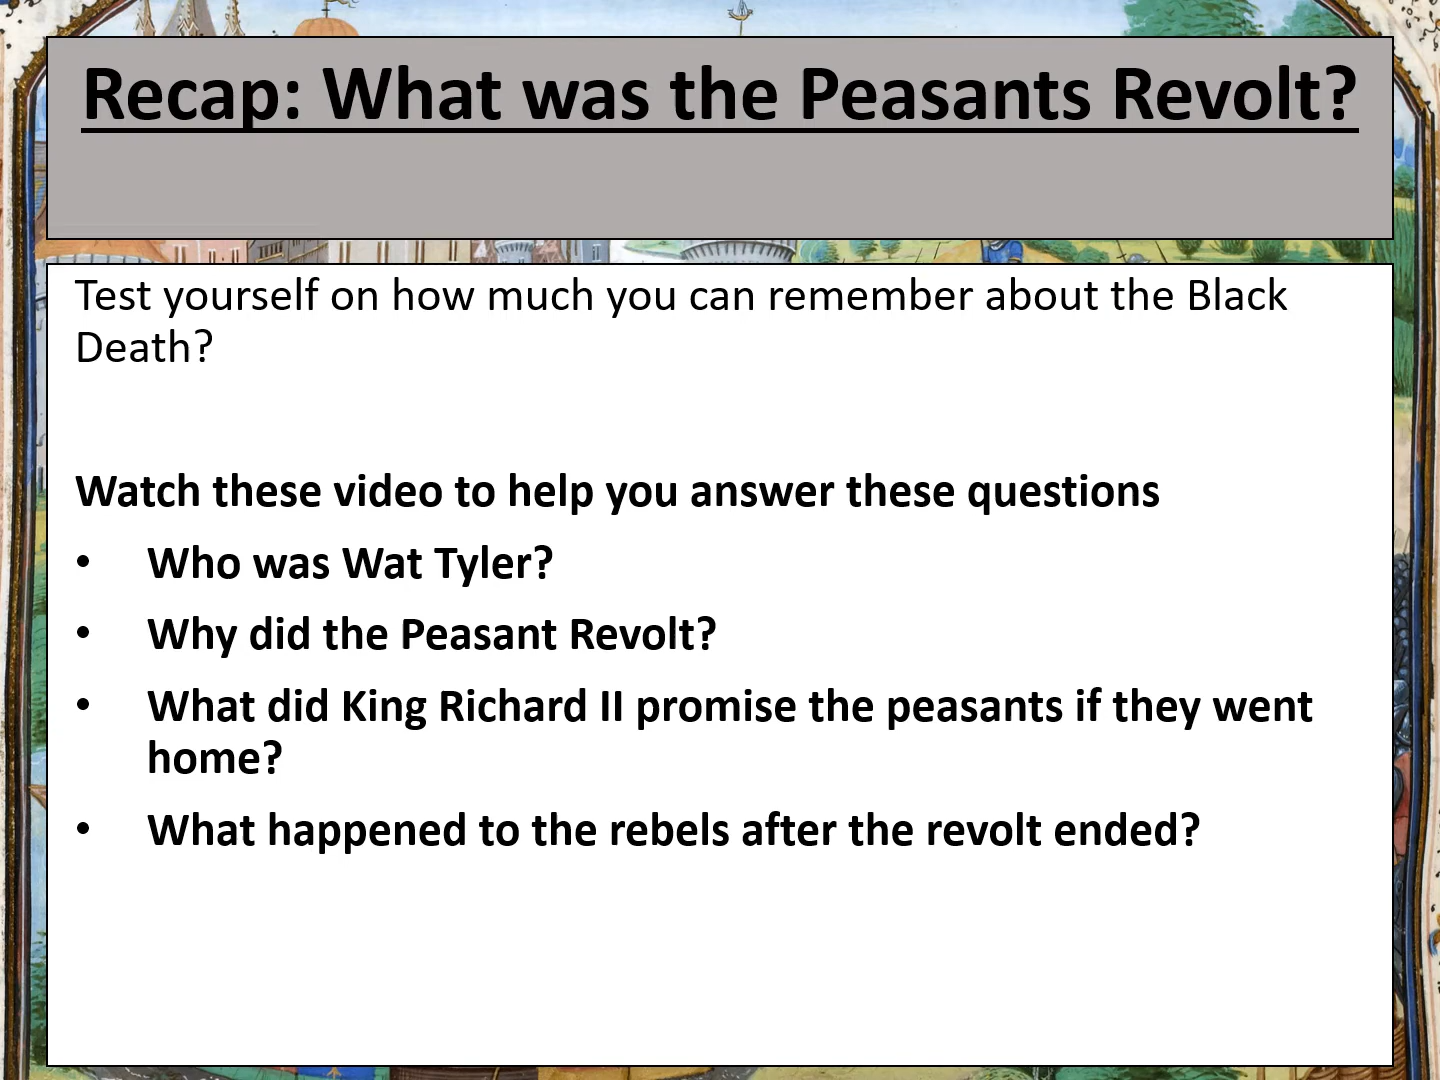 Recap: What was the Peasants Revolt?
Test yourself on how much you can remember about the Black
Death?
Watch these video to help you answer these questions
• Who was Wat Tyler?
• Why did the Peasant Revolt?
• What did King Richard II promise the peasants if they went
home?
• What happened to the rebels after the revolt ended?